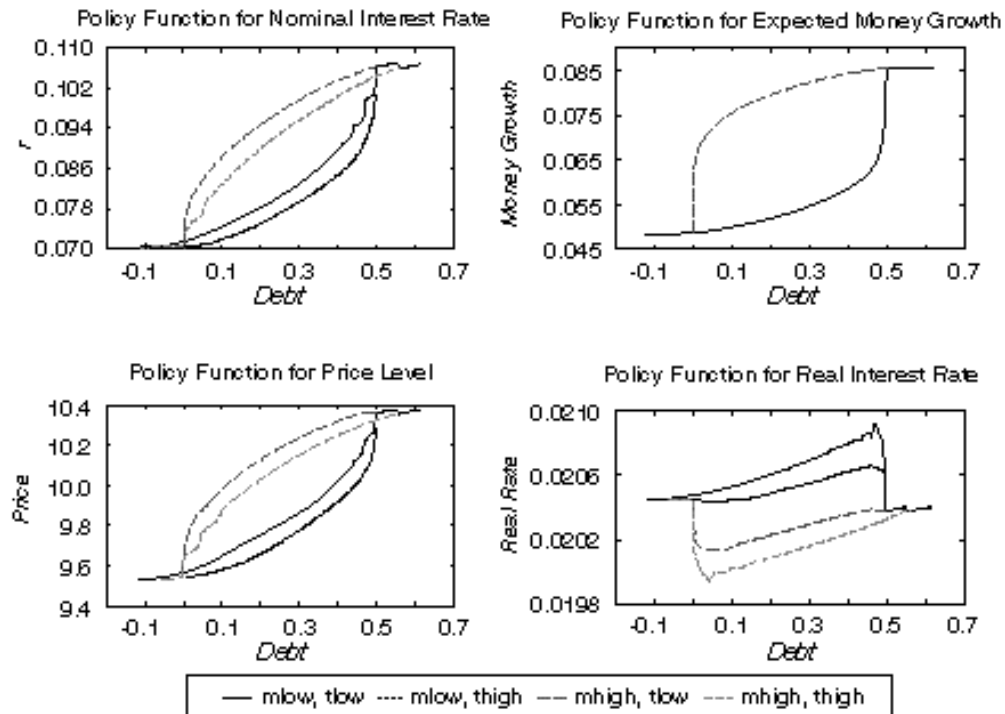 Policy Function for Nominal Interest Rate
0.110
0.102
0.094
0.086
0.078
0.070
r
-0.1 0.1 0.3 0.5 0.7
Debt
Policy Function for Expected Money Growth
0.085
0.075
0.065
0.055
0.045
Money Growth
-0.1 0.1 0.3 0.5 0.7
Debt
Policy Function for Price Level
10.4
10.2
10.0
9.8
9.6
9.4
Price
-0.1 0.1 0.3 0.5 0.7
Debt
Policy Function for Real Interest Rate
0.0210
0.0206
0.0202
0.0198
Real Rate
-0.1 0.1 0.3 0.5 0.7
Debt
mlow, tlow mlow, thigh mhigh, tlow mhigh, thigh